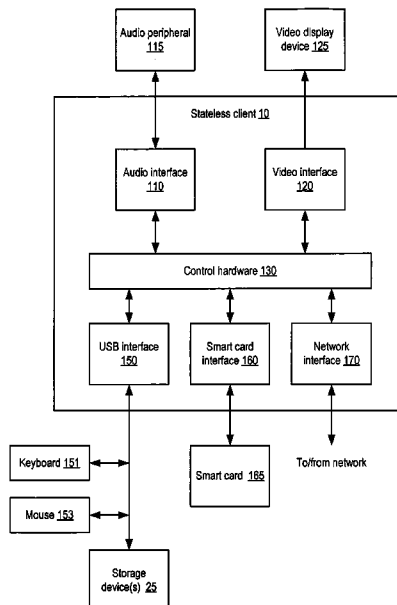 Audio peripheral
115
Video display
device 125
Stateless client 10
Audio interface
110
Video interface
120
Control hardware 130
USB interface
150
Smart card
interface 160
Network
interface 170
Keyboard 151
Smart card 165
To/from network
Mouse 153
Storage
device(s) 25